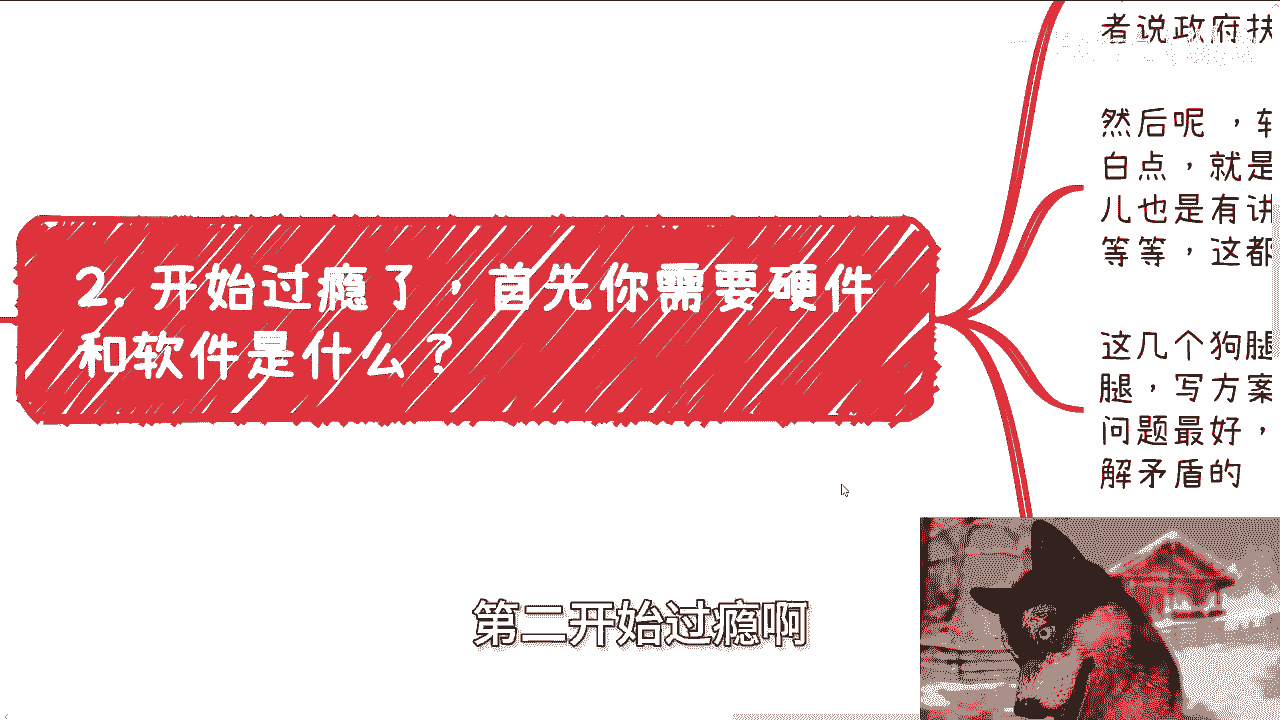 者说政府扶
然后呢 ，
白点，就是
儿也是有讲
等等，这都
2. 开始过瘾了，首先你需要硬件
和软件是什么？
这几个狗腿
腿，写方案
问题最好，
解矛盾的
第二开始过瘾啊